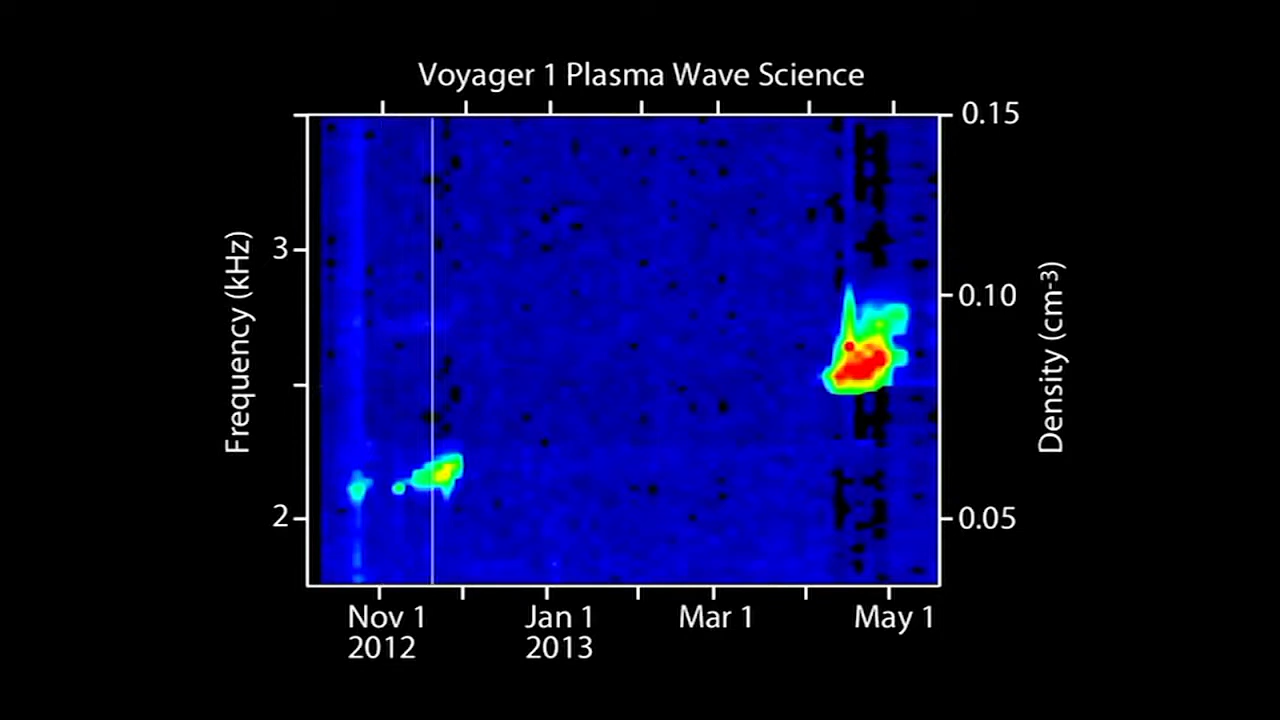 Voyager 1 Plasma Wave Science
0.15
3
0.10
Frequency (kHz)
Density (cm-3)
2
0.05
Nov 1
2012
Jan 1
2013
Mar 1
May 1